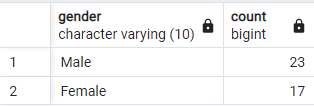 gender count
character varying (10) bigint
1 Male 23
2 Female 17